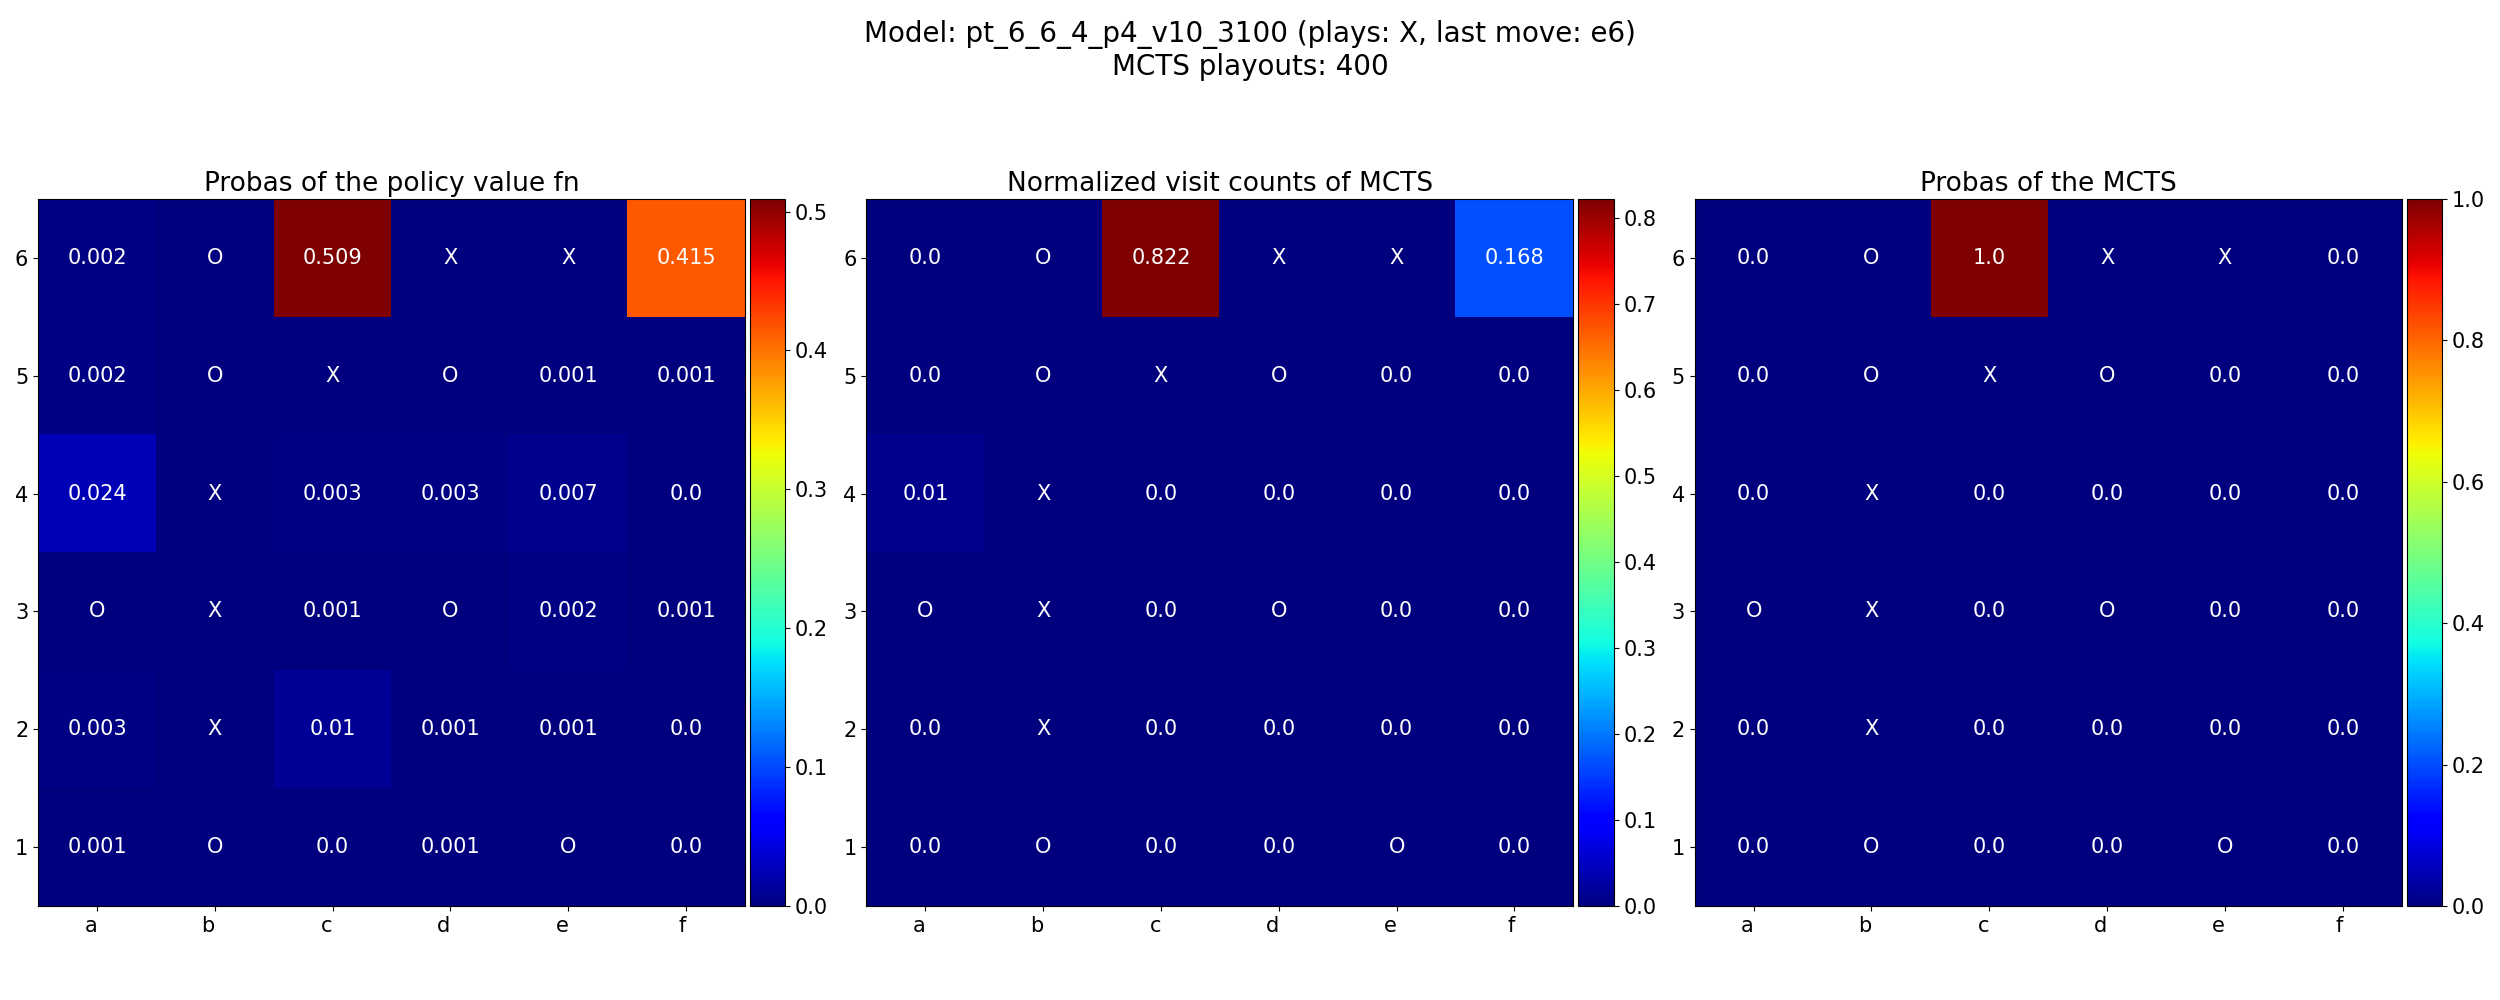 Model: pt_6_6_4_p4_v10_3100 (plays: X, last move: e6)
MCTS playouts: 400
Probas of the policy value fn
6 0.002 O 0.509 X X 0.415
5 0.002 O X O 0.001 0.001
4 0.024 X 0.003 0.003 0.007 0.0
3 O X 0.001 O 0.002 0.001
2 0.003 X 0.01 0.001 0.001 0.0
1 0.001 O 0.0 0.001 O 0.0
a b c d e f
0.5
0.4
0.3
0.2
0.1
0.0
Normalized visit counts of MCTS
6 0.0 O 0.822 X X 0.168
5 0.0 O X O 0.0 0.0
4 0.01 X 0.0 0.0 0.0 0.0
3 O X 0.0 O 0.0 0.0
2 0.0 X 0.0 0.0 0.0 0.0
1 0.0 O 0.0 0.0 O 0.0
a b c d e f
0.8
0.7
0.6
0.5
0.4
0.3
0.2
0.1
0.0
Probas of the MCTS
6 0.0 O 1.0 X X 0.0
5 0.0 O X O 0.0 0.0
4 0.0 X 0.0 0.0 0.0 0.0
3 O X 0.0 O 0.0 0.0
2 0.0 X 0.0 0.0 0.0 0.0
1 0.0 O 0.0 0.0 O 0.0
a b c d e f
1.0
0.8
0.6
0.4
0.2
0.0